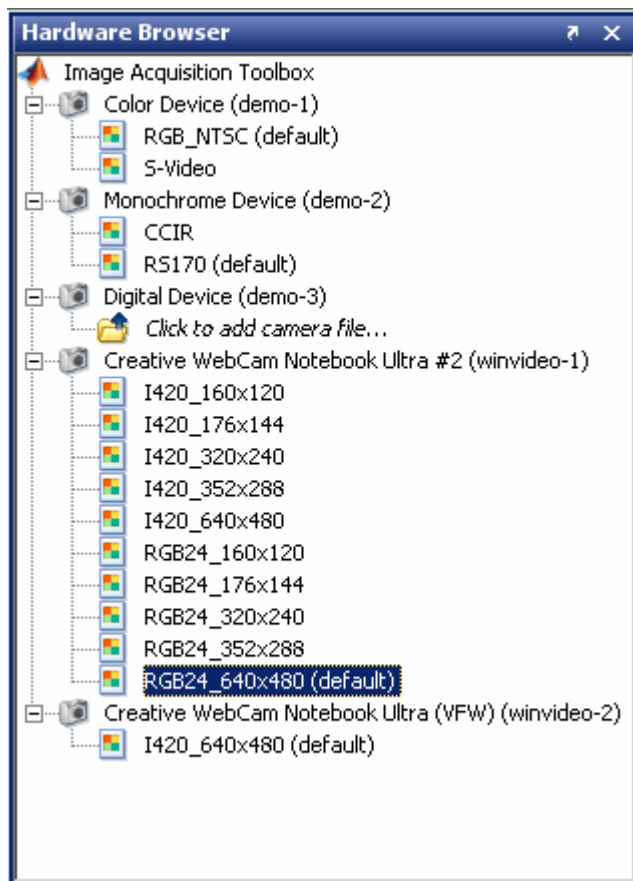 Hardware Browser
Image Acquisition Toolbox
Color Device (demo-1)
RGB_NTSC (default)
S-Video
Monochrome Device (demo-2)
CCIR
RS170 (default)
Digital Device (demo-3)
Click to add camera file...
Creative WebCam Notebook Ultra #2 (winvideo-1)
I420_160x120
I420_176x144
I420_320x240
I420_352x288
I420_640x480
RGB24_160x120
RGB24_176x144
RGB24_320x240
RGB24_352x288
RGB24_640x480 (default)
Creative WebCam Notebook Ultra (VFW) (winvideo-2)
I420_640x480 (default)